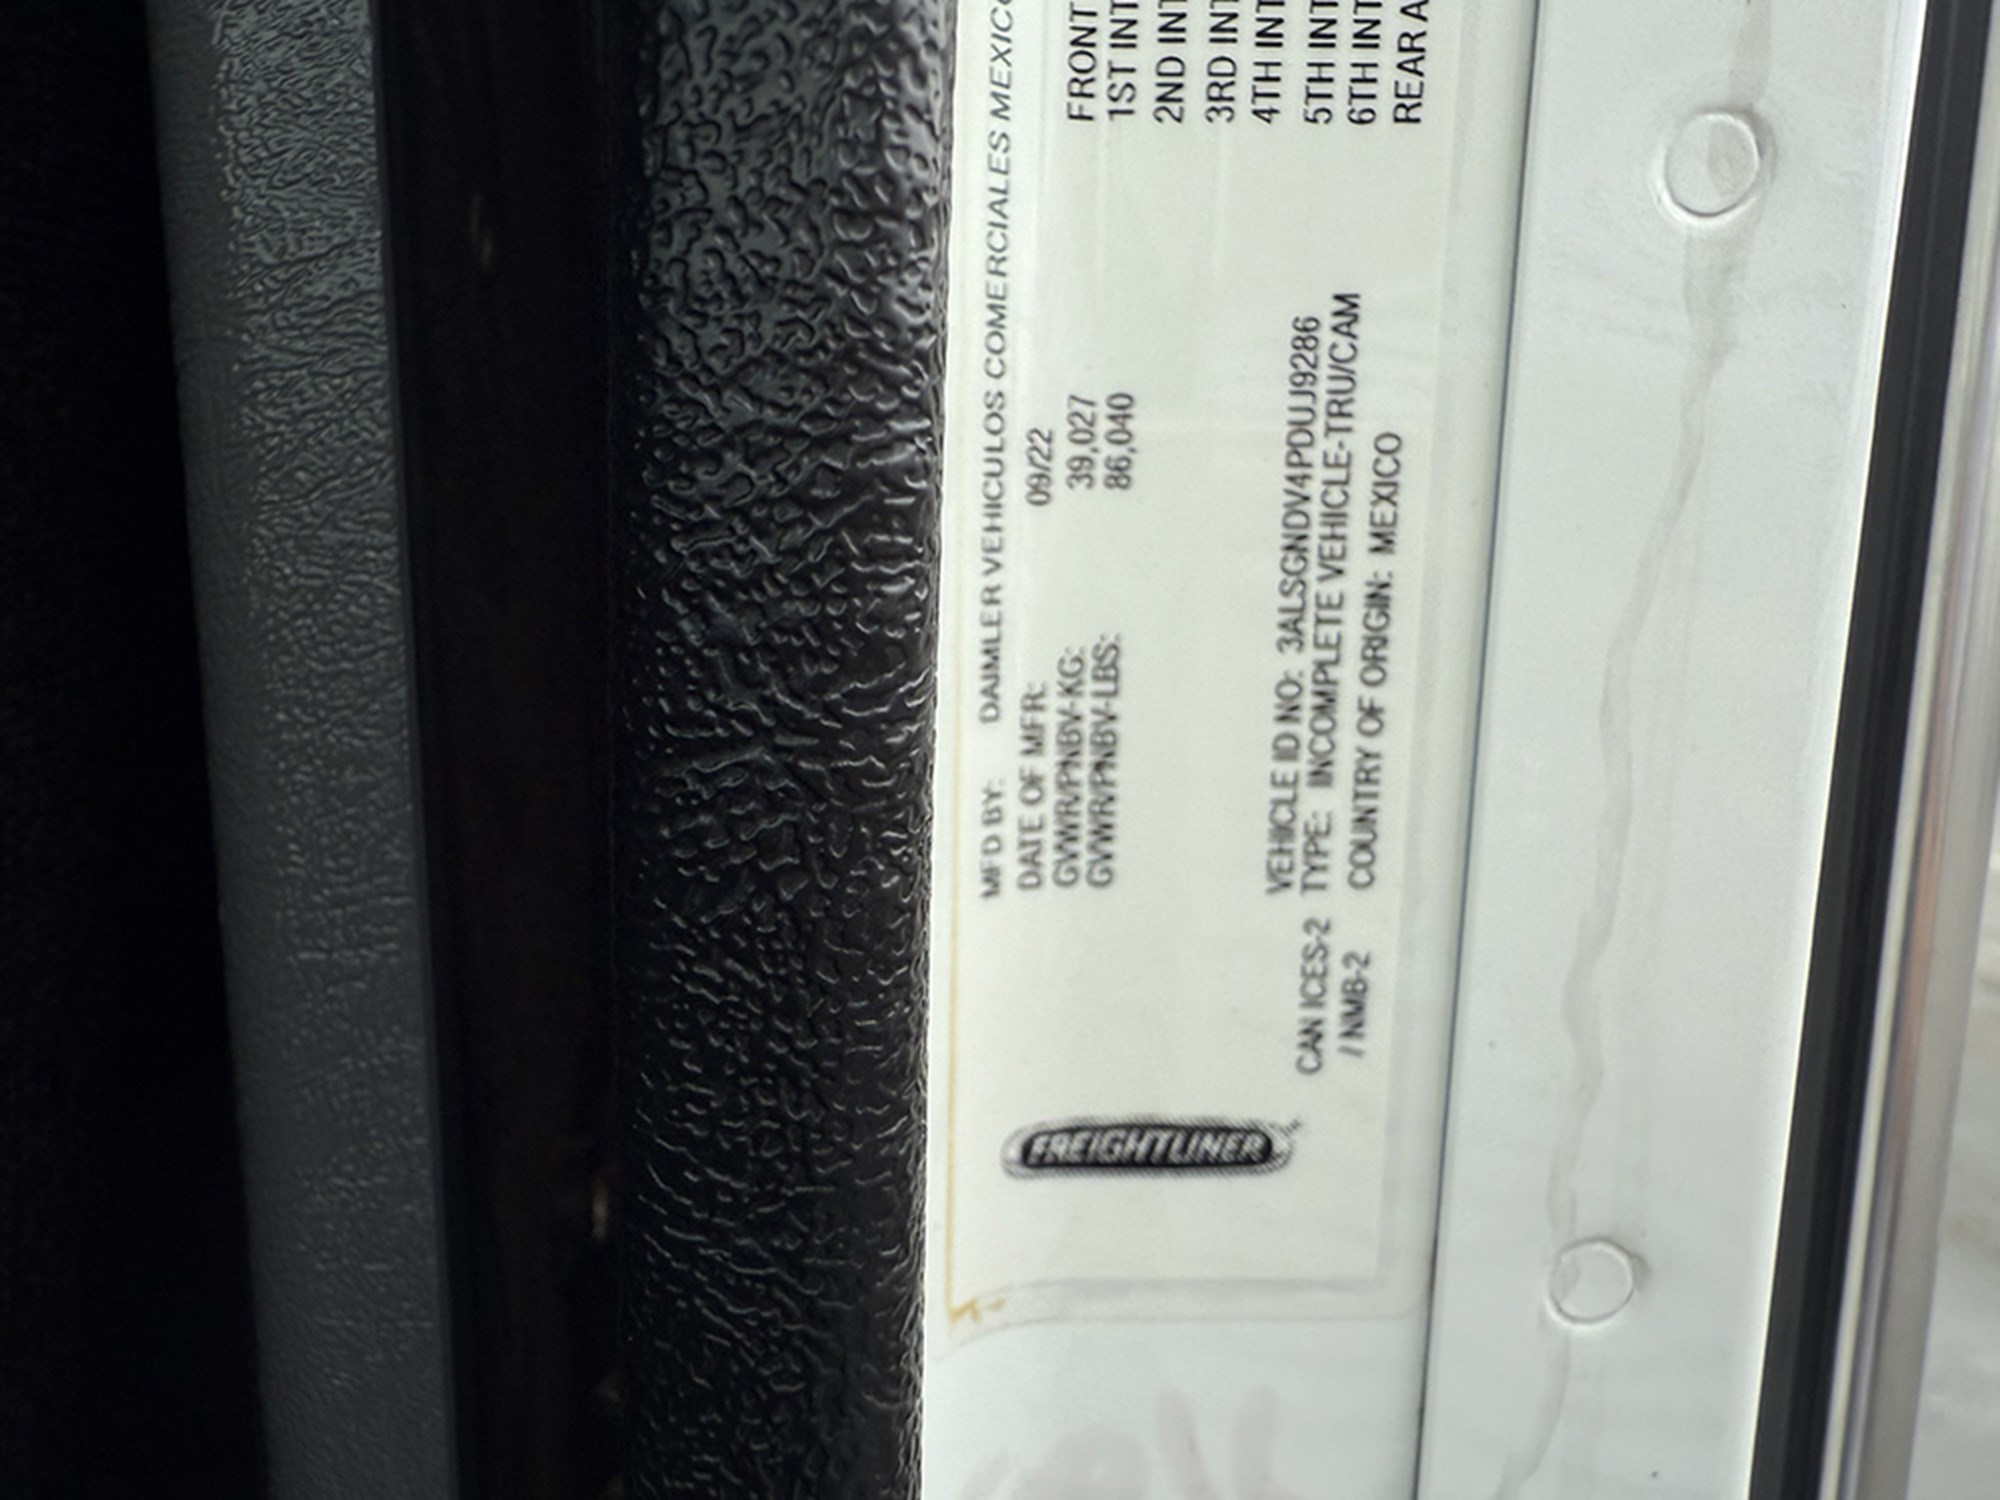 MFD BY: DAIMLER VEHICULOS COMERCIALES MEXICO
DATE OF MFR: 09/22
GVWR/PNBV-KG: 39,027
GVWR/PNBV-LBS: 86,040
FRONT
1ST INT
2ND INT
3RD INT
4TH INT
5TH INT
6TH INT
REAR A
VEHICLE ID NO: 3ALSGNDV4PDUJ9286
CAN ICES-2 TYPE: INCOMPLETE VEHICLE-TRU/CAM
/ NMB-2 COUNTRY OF ORIGIN: MEXICO
FREIGHTLINER